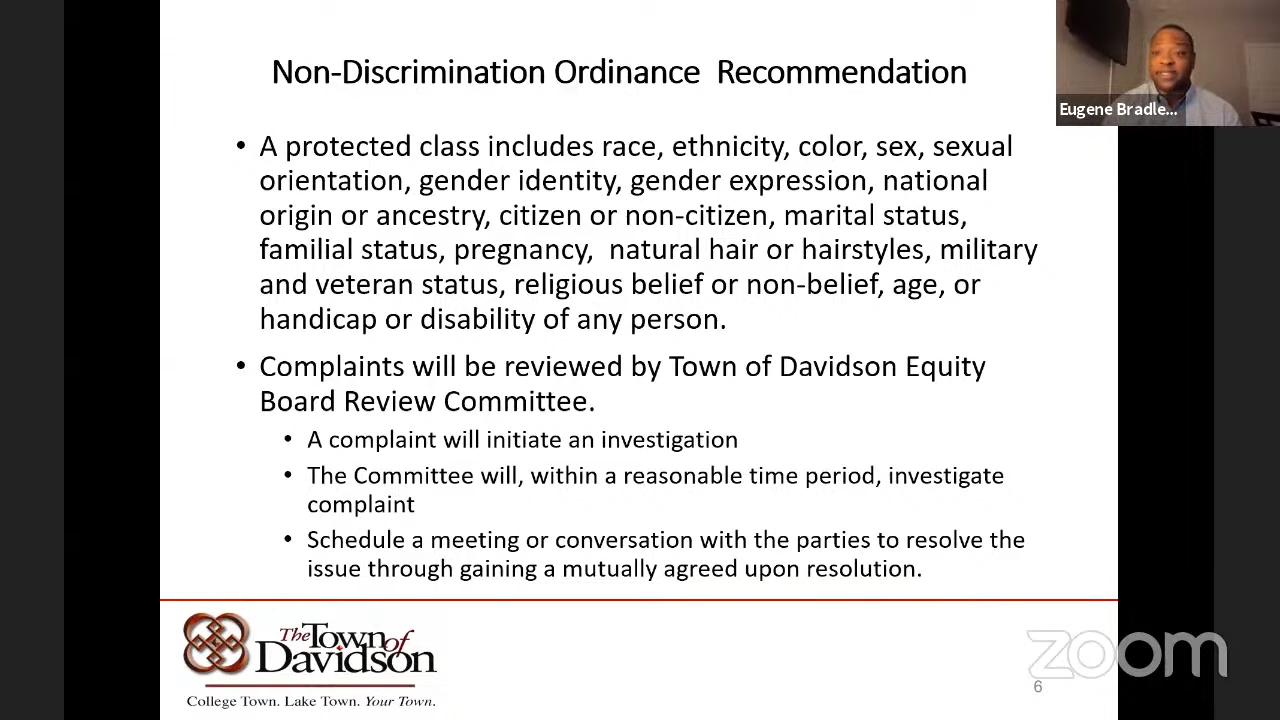 Non-Discrimination Ordinance  Recommendation
Eugene Bradle...
• A protected class includes race, ethnicity, color, sex, sexual
orientation, gender identity, gender expression, national
origin or ancestry, citizen or non-citizen, marital status,
familial status, pregnancy,  natural hair or hairstyles, military
and veteran status, religious belief or non-belief, age, or
handicap or disability of any person.
• Complaints will be reviewed by Town of Davidson Equity
Board Review Committee.
• A complaint will initiate an investigation
• The Committee will, within a reasonable time period, investigate
complaint
• Schedule a meeting or conversation with the parties to resolve the
issue through gaining a mutually agreed upon resolution.
The Town of
Davidson
College Town. Lake Town. Your Town.
zoom
6